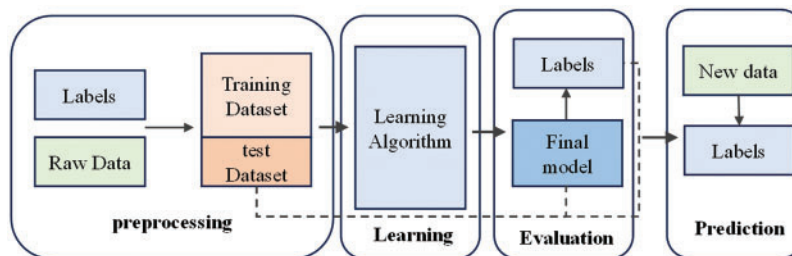 Labels
Raw Data
Training
Dataset
test
Dataset
preprocessing
Learning
Algorithm
Learning
Labels
Final
model
Evaluation
New data
Labels
Prediction